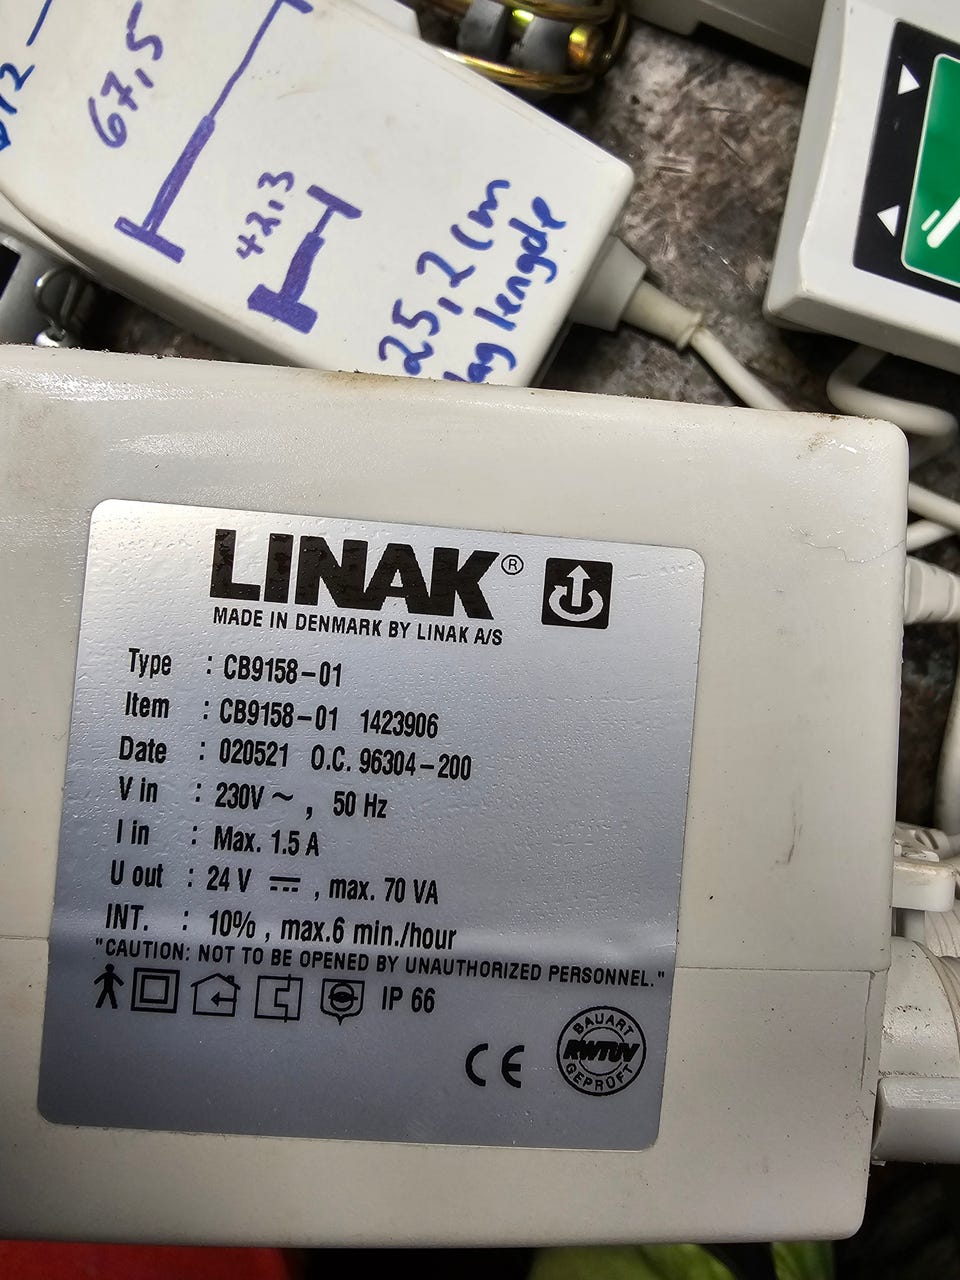 67,5
42,3
25,2 cm
lengde
LINAK®
MADE IN DENMARK BY LINAK A/S
Type : CB9158-01
Item : CB9158-01 1423906
Date : 020521 O.C. 96304-200
V in : 230V ~ , 50 Hz
I in : Max. 1.5 A
U out : 24 V ⎓ , max. 70 VA
INT. : 10% , max.6 min./hour
"CAUTION: NOT TO BE OPENED BY UNAUTHORIZED PERSONNEL."
IP 66
CE
BAUART
RWTÜV
GEPRÜFT